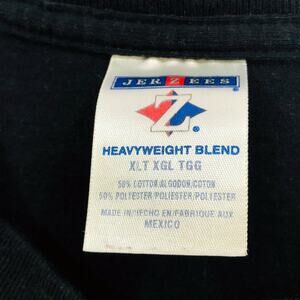 JERZEES
Z®
HEAVYWEIGHT BLEND
XLT XGL TGG
50% COTTON/ALGODON/COTON
50% POLYESTER/POLIESTER/POLYESTER
MADE IN/HECHO EN/FABRIQUE AUX
MEXICO